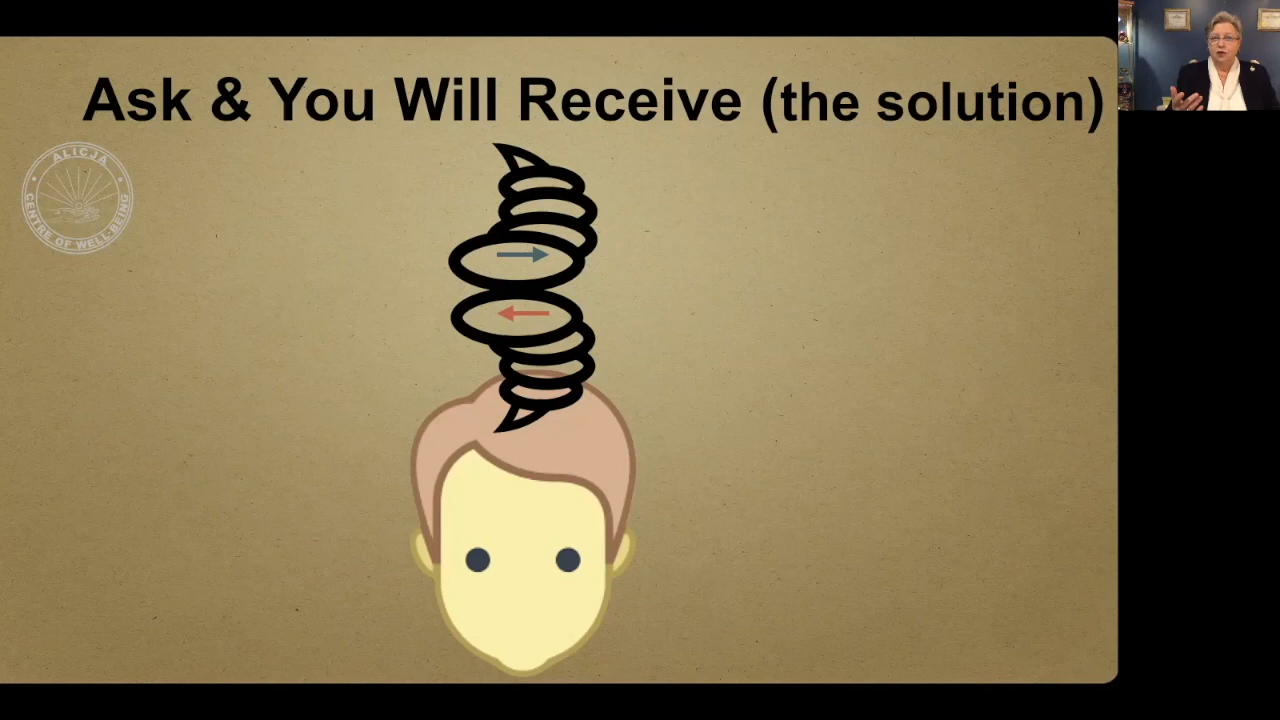 Ask & You Will Receive (the solution)
ALICJA
CENTRE OF WELL-BEING